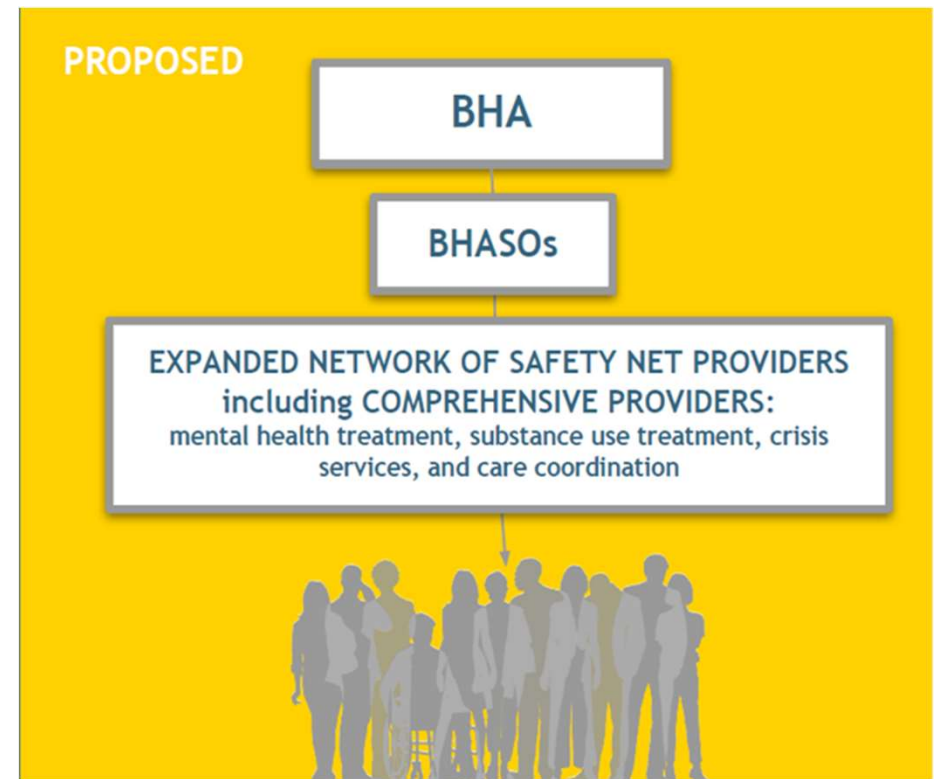 PROPOSED
BHA
BHASOs
EXPANDED NETWORK OF SAFETY NET PROVIDERS
including COMPREHENSIVE PROVIDERS:
mental health treatment, substance use treatment, crisis
services, and care coordination